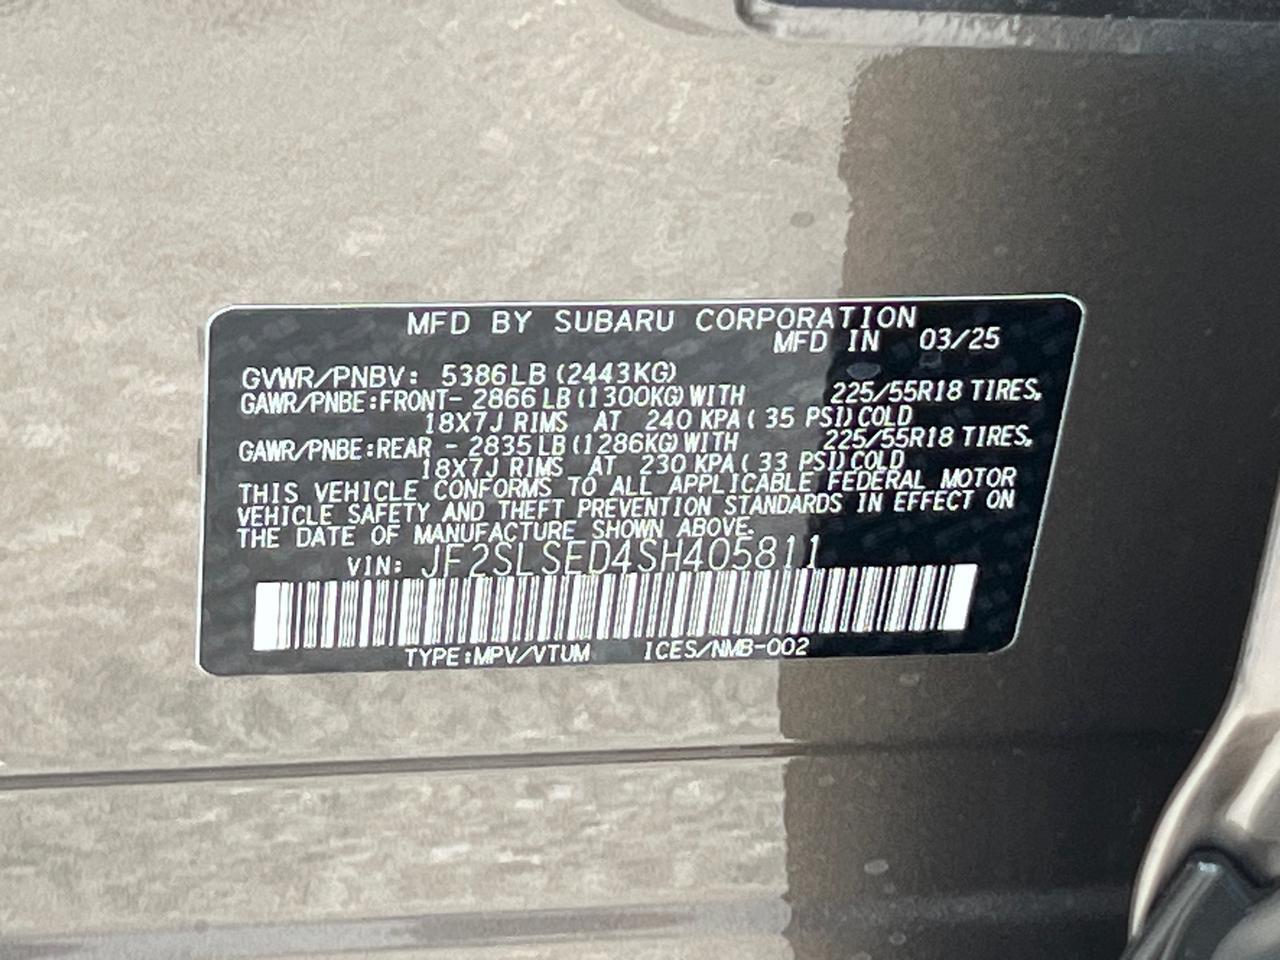 MFD BY SUBARU CORPORATION
MFD IN 03/25
GVWR/PNBV: 5386LB (2443KG)
GAWR/PNBE:FRONT- 2866 LB (1300KG) WITH 225/55R18 TIRES,
18X7J RIMS AT 240 KPA( 35 PSI) COLD
GAWR/PNBE:REAR - 2835 LB (1286KG) WITH 225/55R18 TIRES,
18X7J RIMS AT 230 KPA( 33 PSI) COLD
THIS VEHICLE CONFORMS TO ALL APPLICABLE FEDERAL MOTOR
VEHICLE SAFETY AND THEFT PREVENTION STANDARDS IN EFFECT ON
THE DATE OF MANUFACTURE SHOWN ABOVE.
VIN: JF2SLSED4SH405811
TYPE:MPV/VTUM ICES/NMB-002